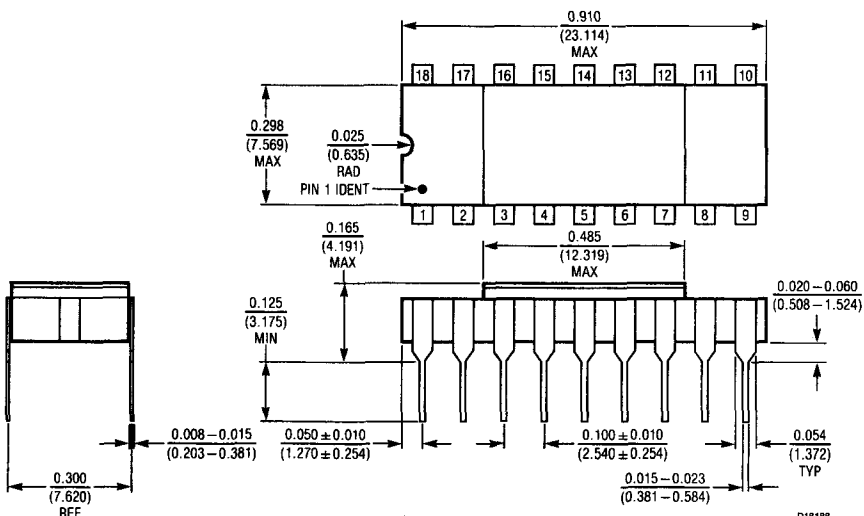 0.910
(23.114)
MAX
18 17 16 15 14 13 12 11 10
0.298
(7.569)
MAX
0.025
(0.635)
RAD
PIN 1 IDENT
1 2 3 4 5 6 7 8 9
0.165
(4.191)
MAX
0.485
(12.319)
MAX
0.020–0.060
(0.508–1.524)
0.125
(3.175)
MIN
0.008–0.015
(0.203–0.381)
0.050 ± 0.010
(1.270 ± 0.254)
0.100 ± 0.010
(2.540 ± 0.254)
0.054
(1.372)
TYP
0.300
(7.620)
REF
0.015–0.023
(0.381–0.584)